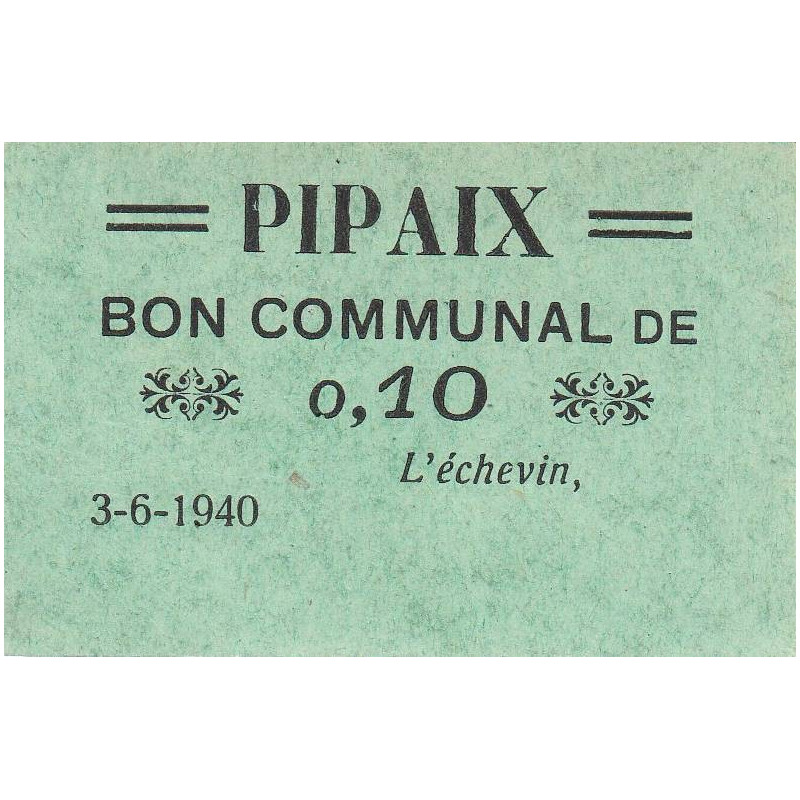 PIPAIX
BON COMMUNAL DE
0,10
L'échevin,
3-6-1940